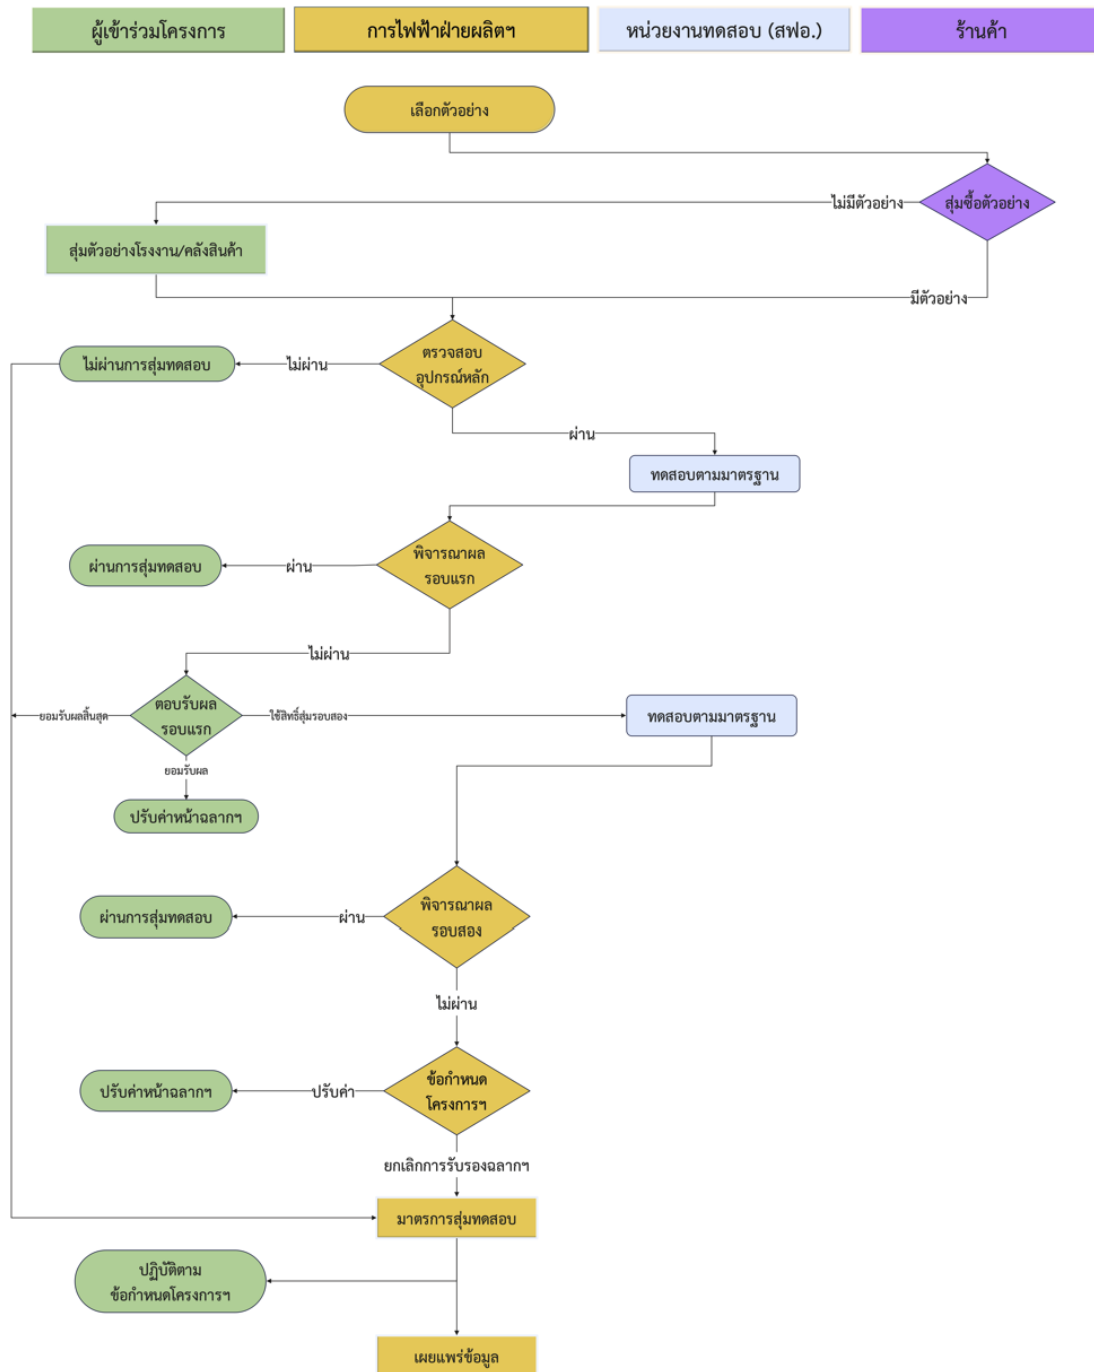 ผู้เข้าร่วมโครงการ
การไฟฟ้าฝ่ายผลิตฯ
หน่วยงานทดสอบ (สฟอ.)
ร้านค้า
เลือกตัวอย่าง
ไม่มีตัวอย่าง
สุ่มซื้อตัวอย่าง
สุ่มตัวอย่างโรงงาน/คลังสินค้า
มีตัวอย่าง
ตรวจสอบ
อุปกรณ์หลัก
ไม่ผ่าน
ไม่ผ่านการสุ่มทดสอบ
ผ่าน
ทดสอบตามมาตรฐาน
พิจารณาผล
รอบแรก
ผ่าน
ผ่านการสุ่มทดสอบ
ไม่ผ่าน
ตอบรับผล
รอบแรก
ยอมรับผลสิ้นสุด
ใช้สิทธิ์สุ่มรอบสอง
ทดสอบตามมาตรฐาน
ยอมรับผล
ปรับค่าหน้าฉลากฯ
พิจารณาผล
รอบสอง
ผ่าน
ผ่านการสุ่มทดสอบ
ไม่ผ่าน
ข้อกำหนด
โครงการฯ
ปรับค่า
ปรับค่าหน้าฉลากฯ
ยกเลิกการรับรองฉลากฯ
มาตรการสุ่มทดสอบ
ปฏิบัติตาม
ข้อกำหนดโครงการฯ
เผยแพร่ข้อมูล